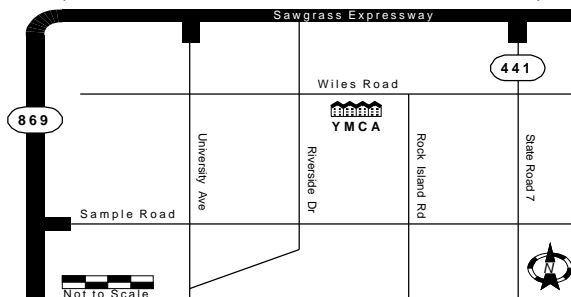 Sawgrass Expressway
441
Wiles Road
869
YMCA
University Ave
Riverside Dr
Rock Island Rd
State Road 7
Sample Road
N
Not to Scale